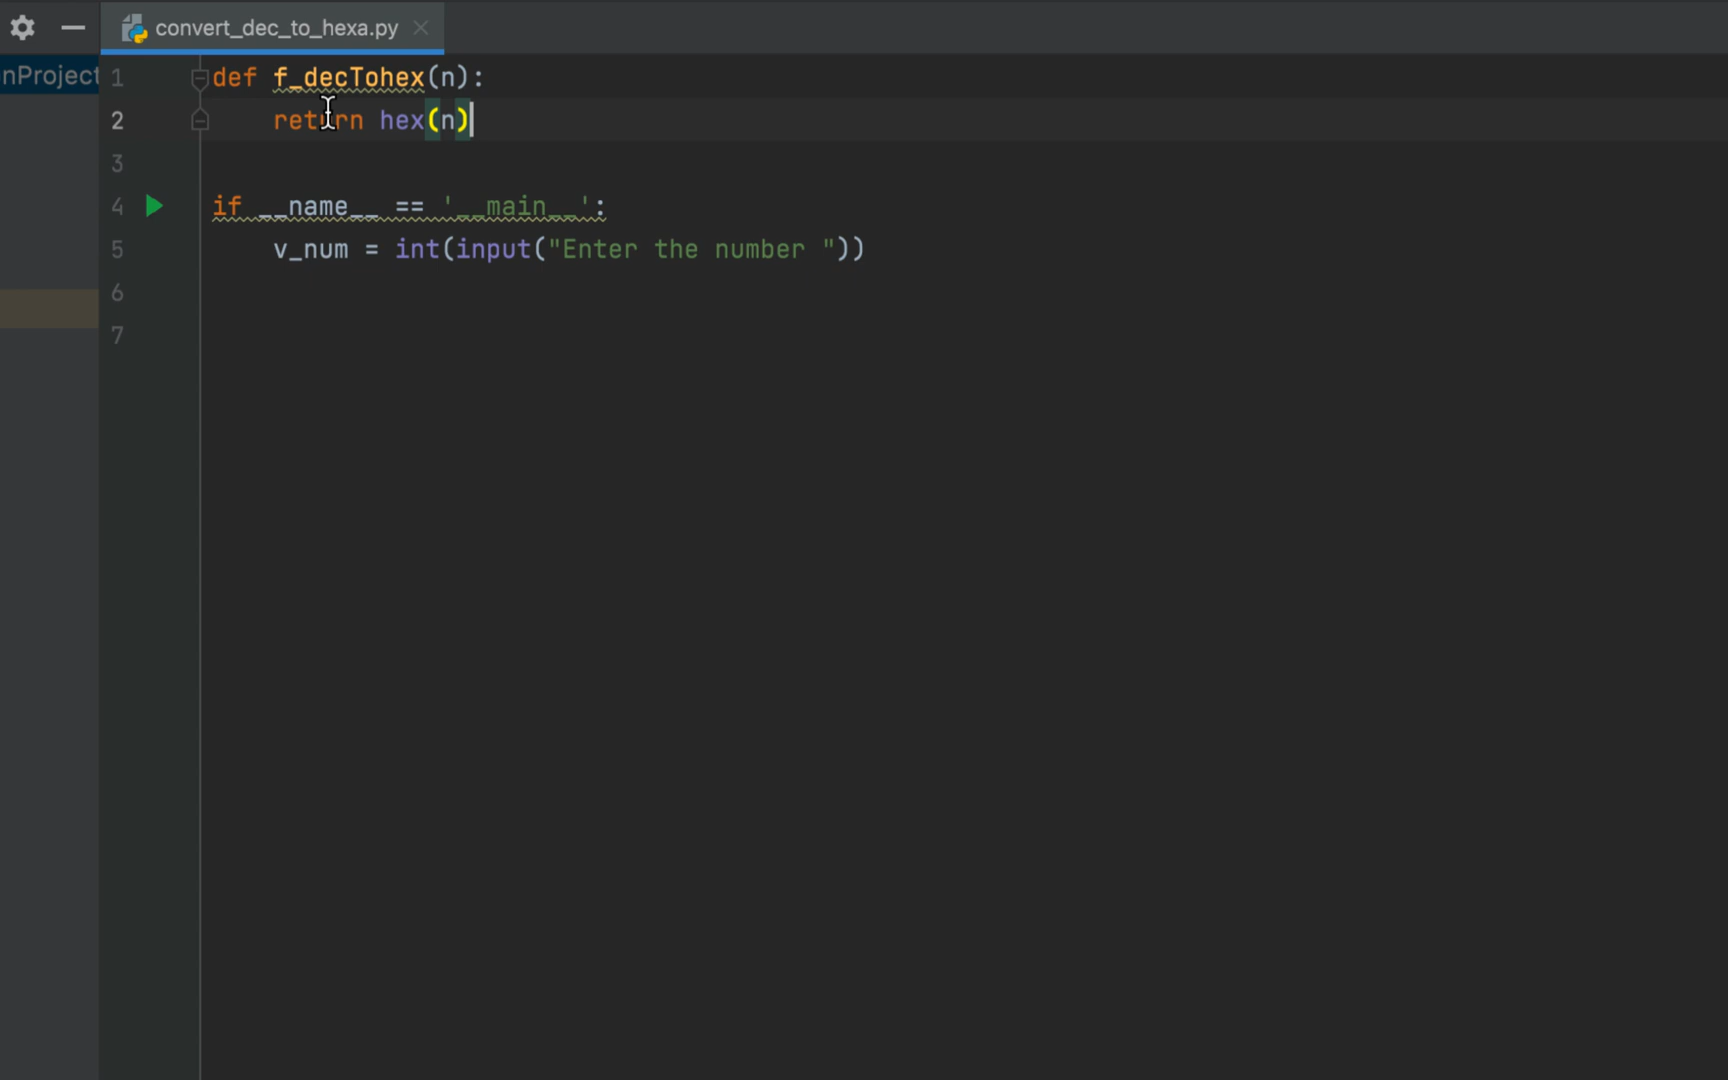 convert_dec_to_hexa.py
nProject
1 def f_decTohex(n):
2 return hex(n)
3
4 if __name__ == '__main__':
5 v_num = int(input("Enter the number "))
6
7